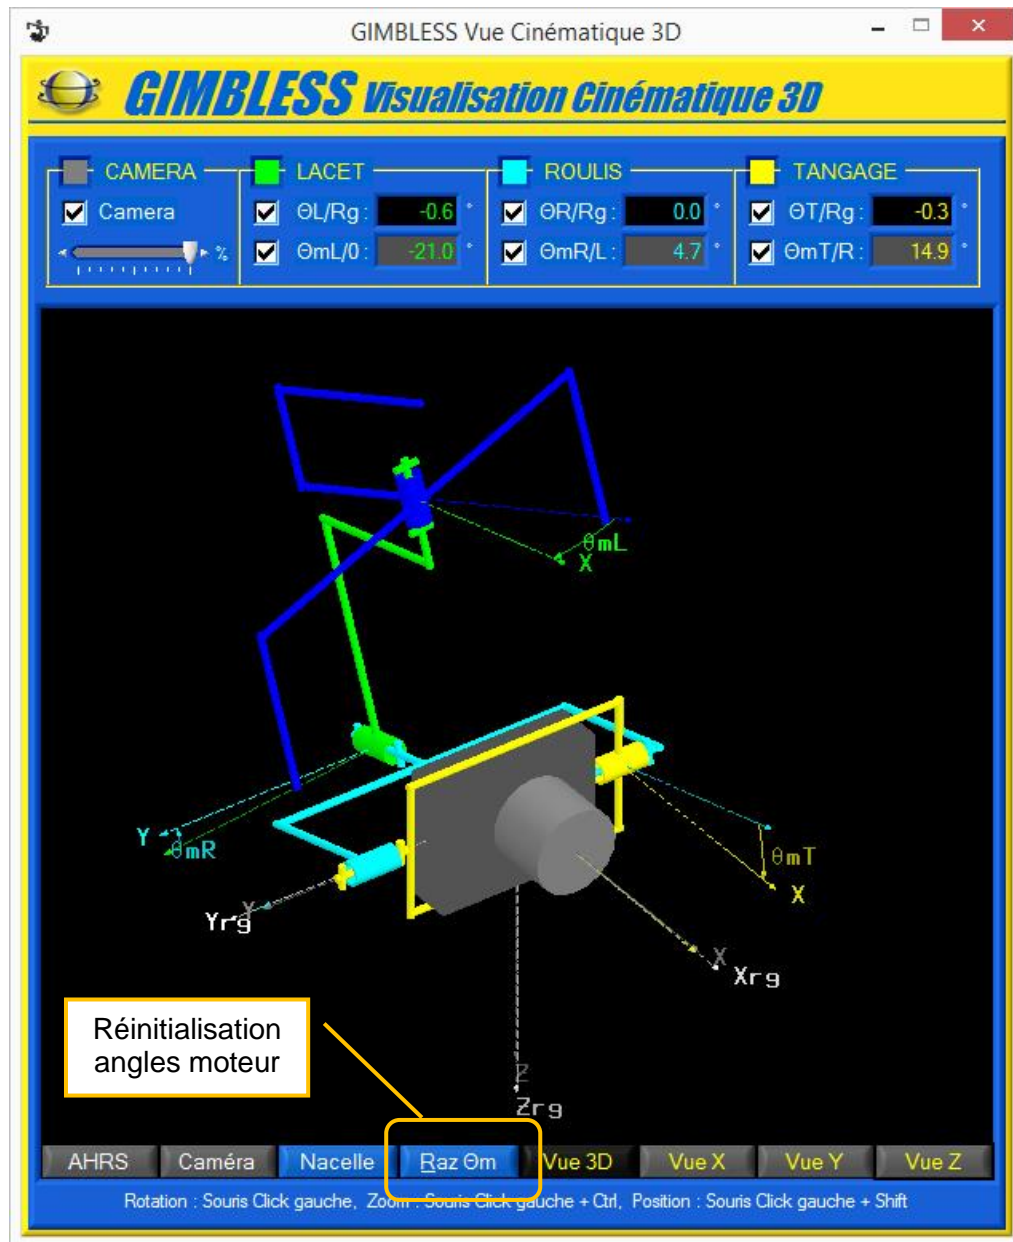 GIMBLESS Vue Cinématique 3D
GIMBLESS Visualisation Cinématique 3D
CAMERA LACET ROULIS TANGAGE
Camera ΘL/Rg : -0.6 ° ΘR/Rg : 0.0 ° ΘT/Rg : -0.3 °
% ΘmL/0 : -21.0 ° ΘmR/L : 4.7 ° ΘmT/R : 14.9 °
θmL
X
Y
θmR
θmT
X
Y
Yrg
X
Xrg
Réinitialisation
angles moteur
Z
Zrg
AHRS Caméra Nacelle Raz Θm Vue 3D Vue X Vue Y Vue Z
Rotation : Souris Click gauche, Zoom : Souris Click gauche + Ctrl, Position : Souris Click gauche + Shift